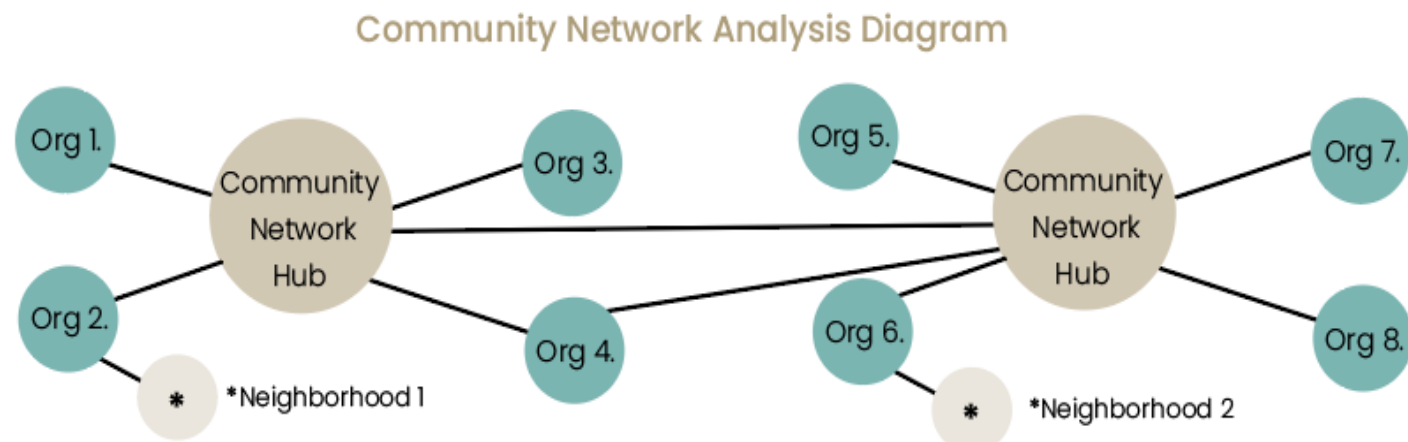 Community Network Analysis Diagram
Org 1.
Community
Network
Hub
Org 3.
Org 2.
Org 4.
*
*Neighborhood 1
Org 5.
Community
Network
Hub
Org 7.
Org 6.
Org 8.
*
*Neighborhood 2